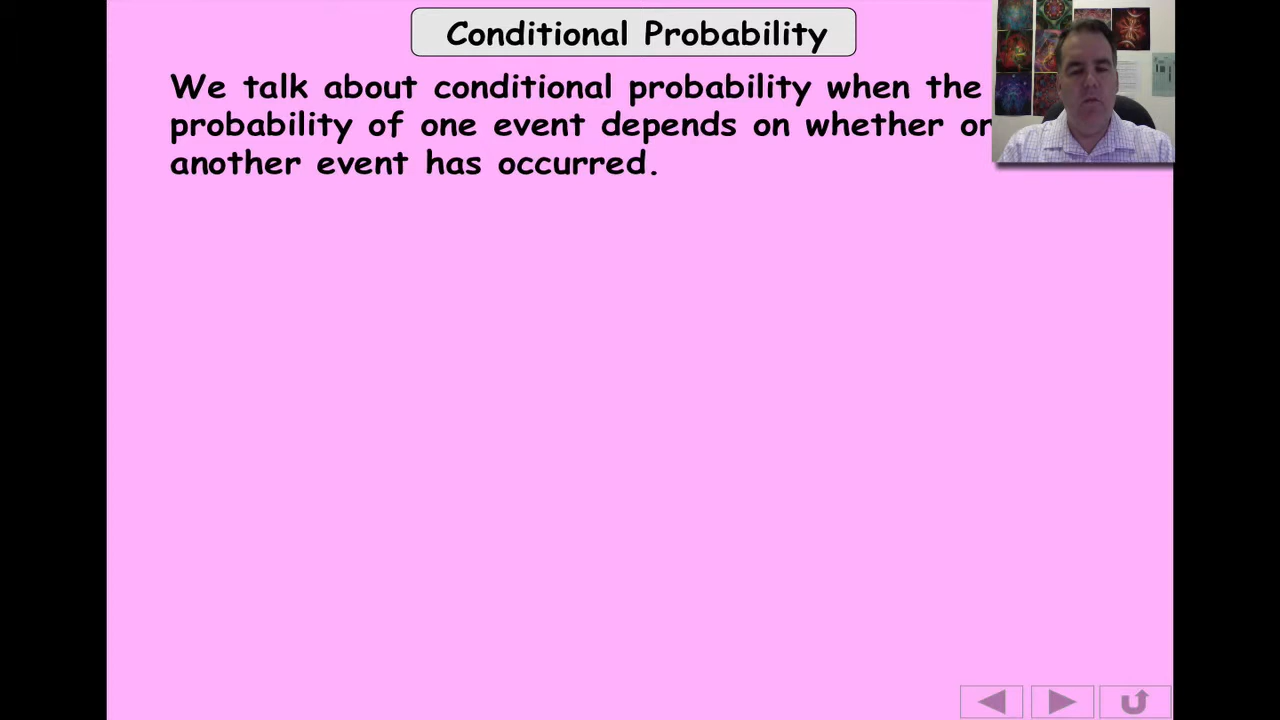 Conditional Probability
We talk about conditional probability when the
probability of one event depends on whether or
another event has occurred.